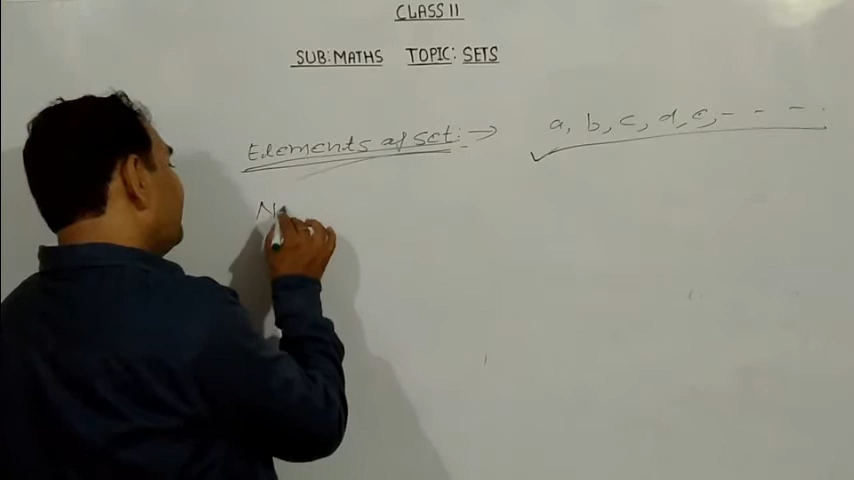 CLASS 11
SUB: MATHS TOPIC: SETS
Elements of set :→ a, b, c, d, e, - - - .
N